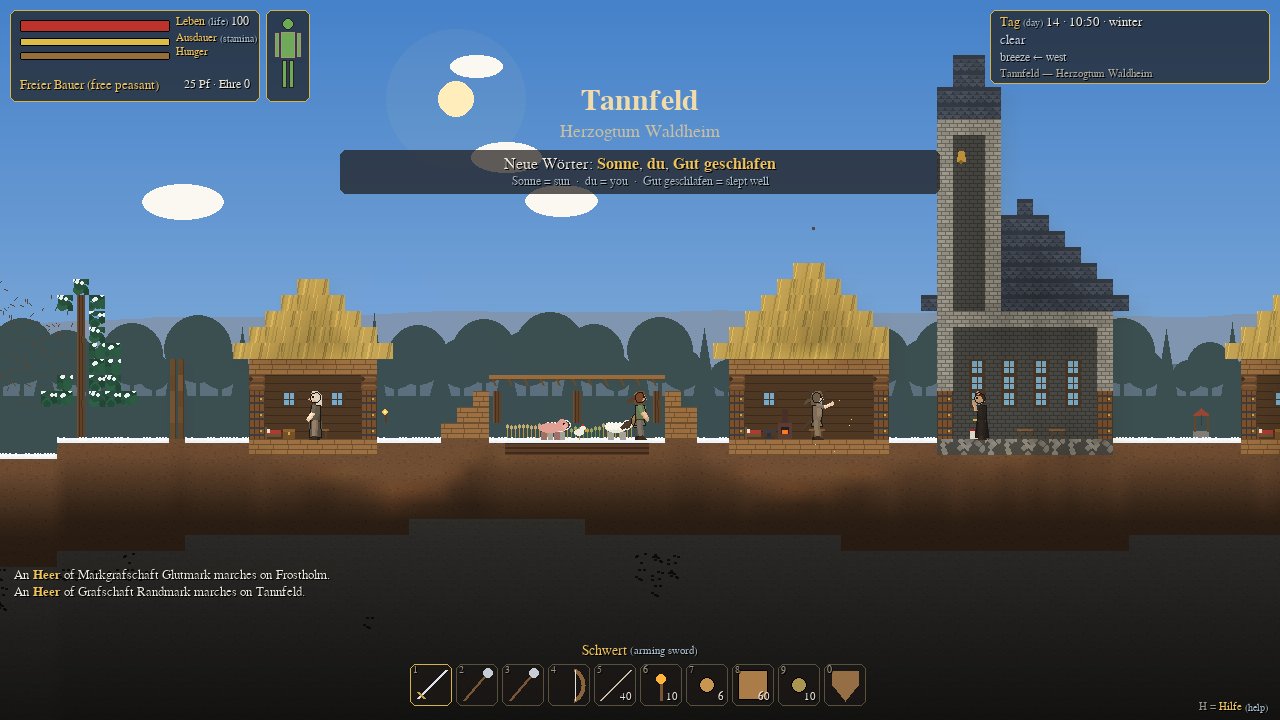 Leben (life) 100
Ausdauer (stamina)
Hunger
Freier Bauer (free peasant) 25 Pf · Ehre 0
Tag (day) 14 · 10:50 · winter
clear
breeze ← west
Tannfeld — Herzogtum Waldheim
Tannfeld
Herzogtum Waldheim
Neue Wörter: Sonne, du, Gut geschlafen
Sonne = sun · du = you · Gut geschlafen = slept well
An Heer of Markgrafschaft Glutmark marches on Frostholm.
An Heer of Grafschaft Randmark marches on Tannfeld.
Schwert (arming sword)
1 2 3 4 5 6 7 8 9 0
40 10 6 60 10
H = Hilfe (help)